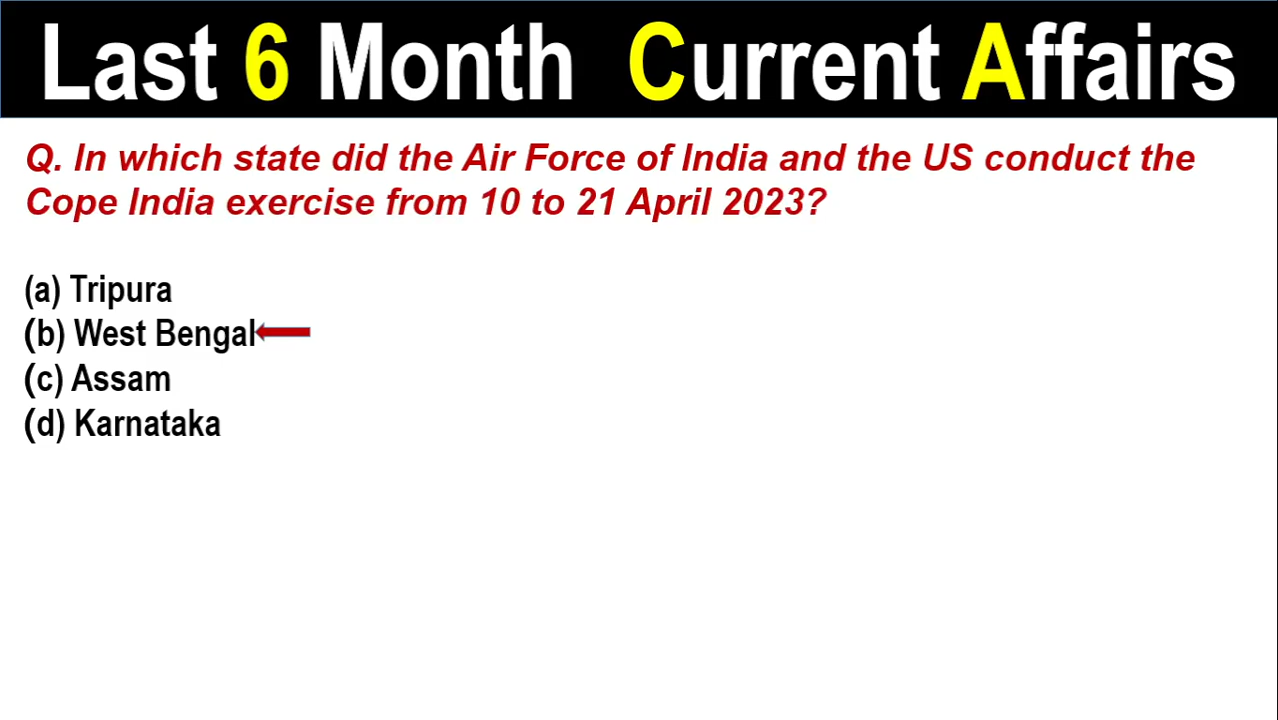 Last 6 Month Current Affairs
Q. In which state did the Air Force of India and the US conduct the
Cope India exercise from 10 to 21 April 2023?
(a) Tripura
(b) West Bengal
(c) Assam
(d) Karnataka